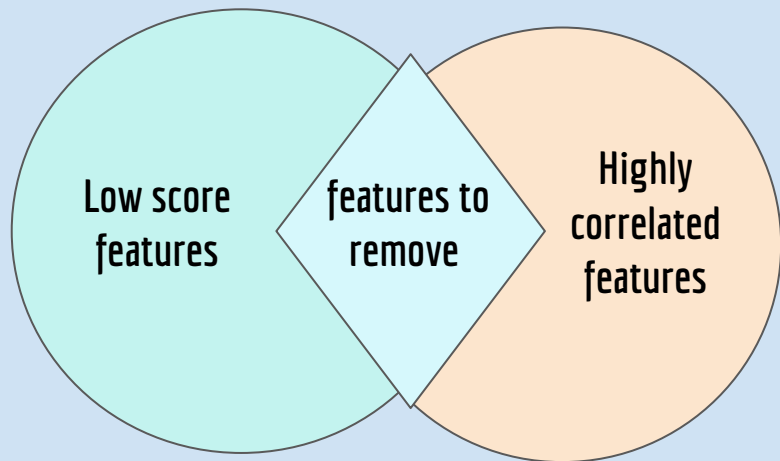 Low score
features
features to
remove
Highly
correlated
features